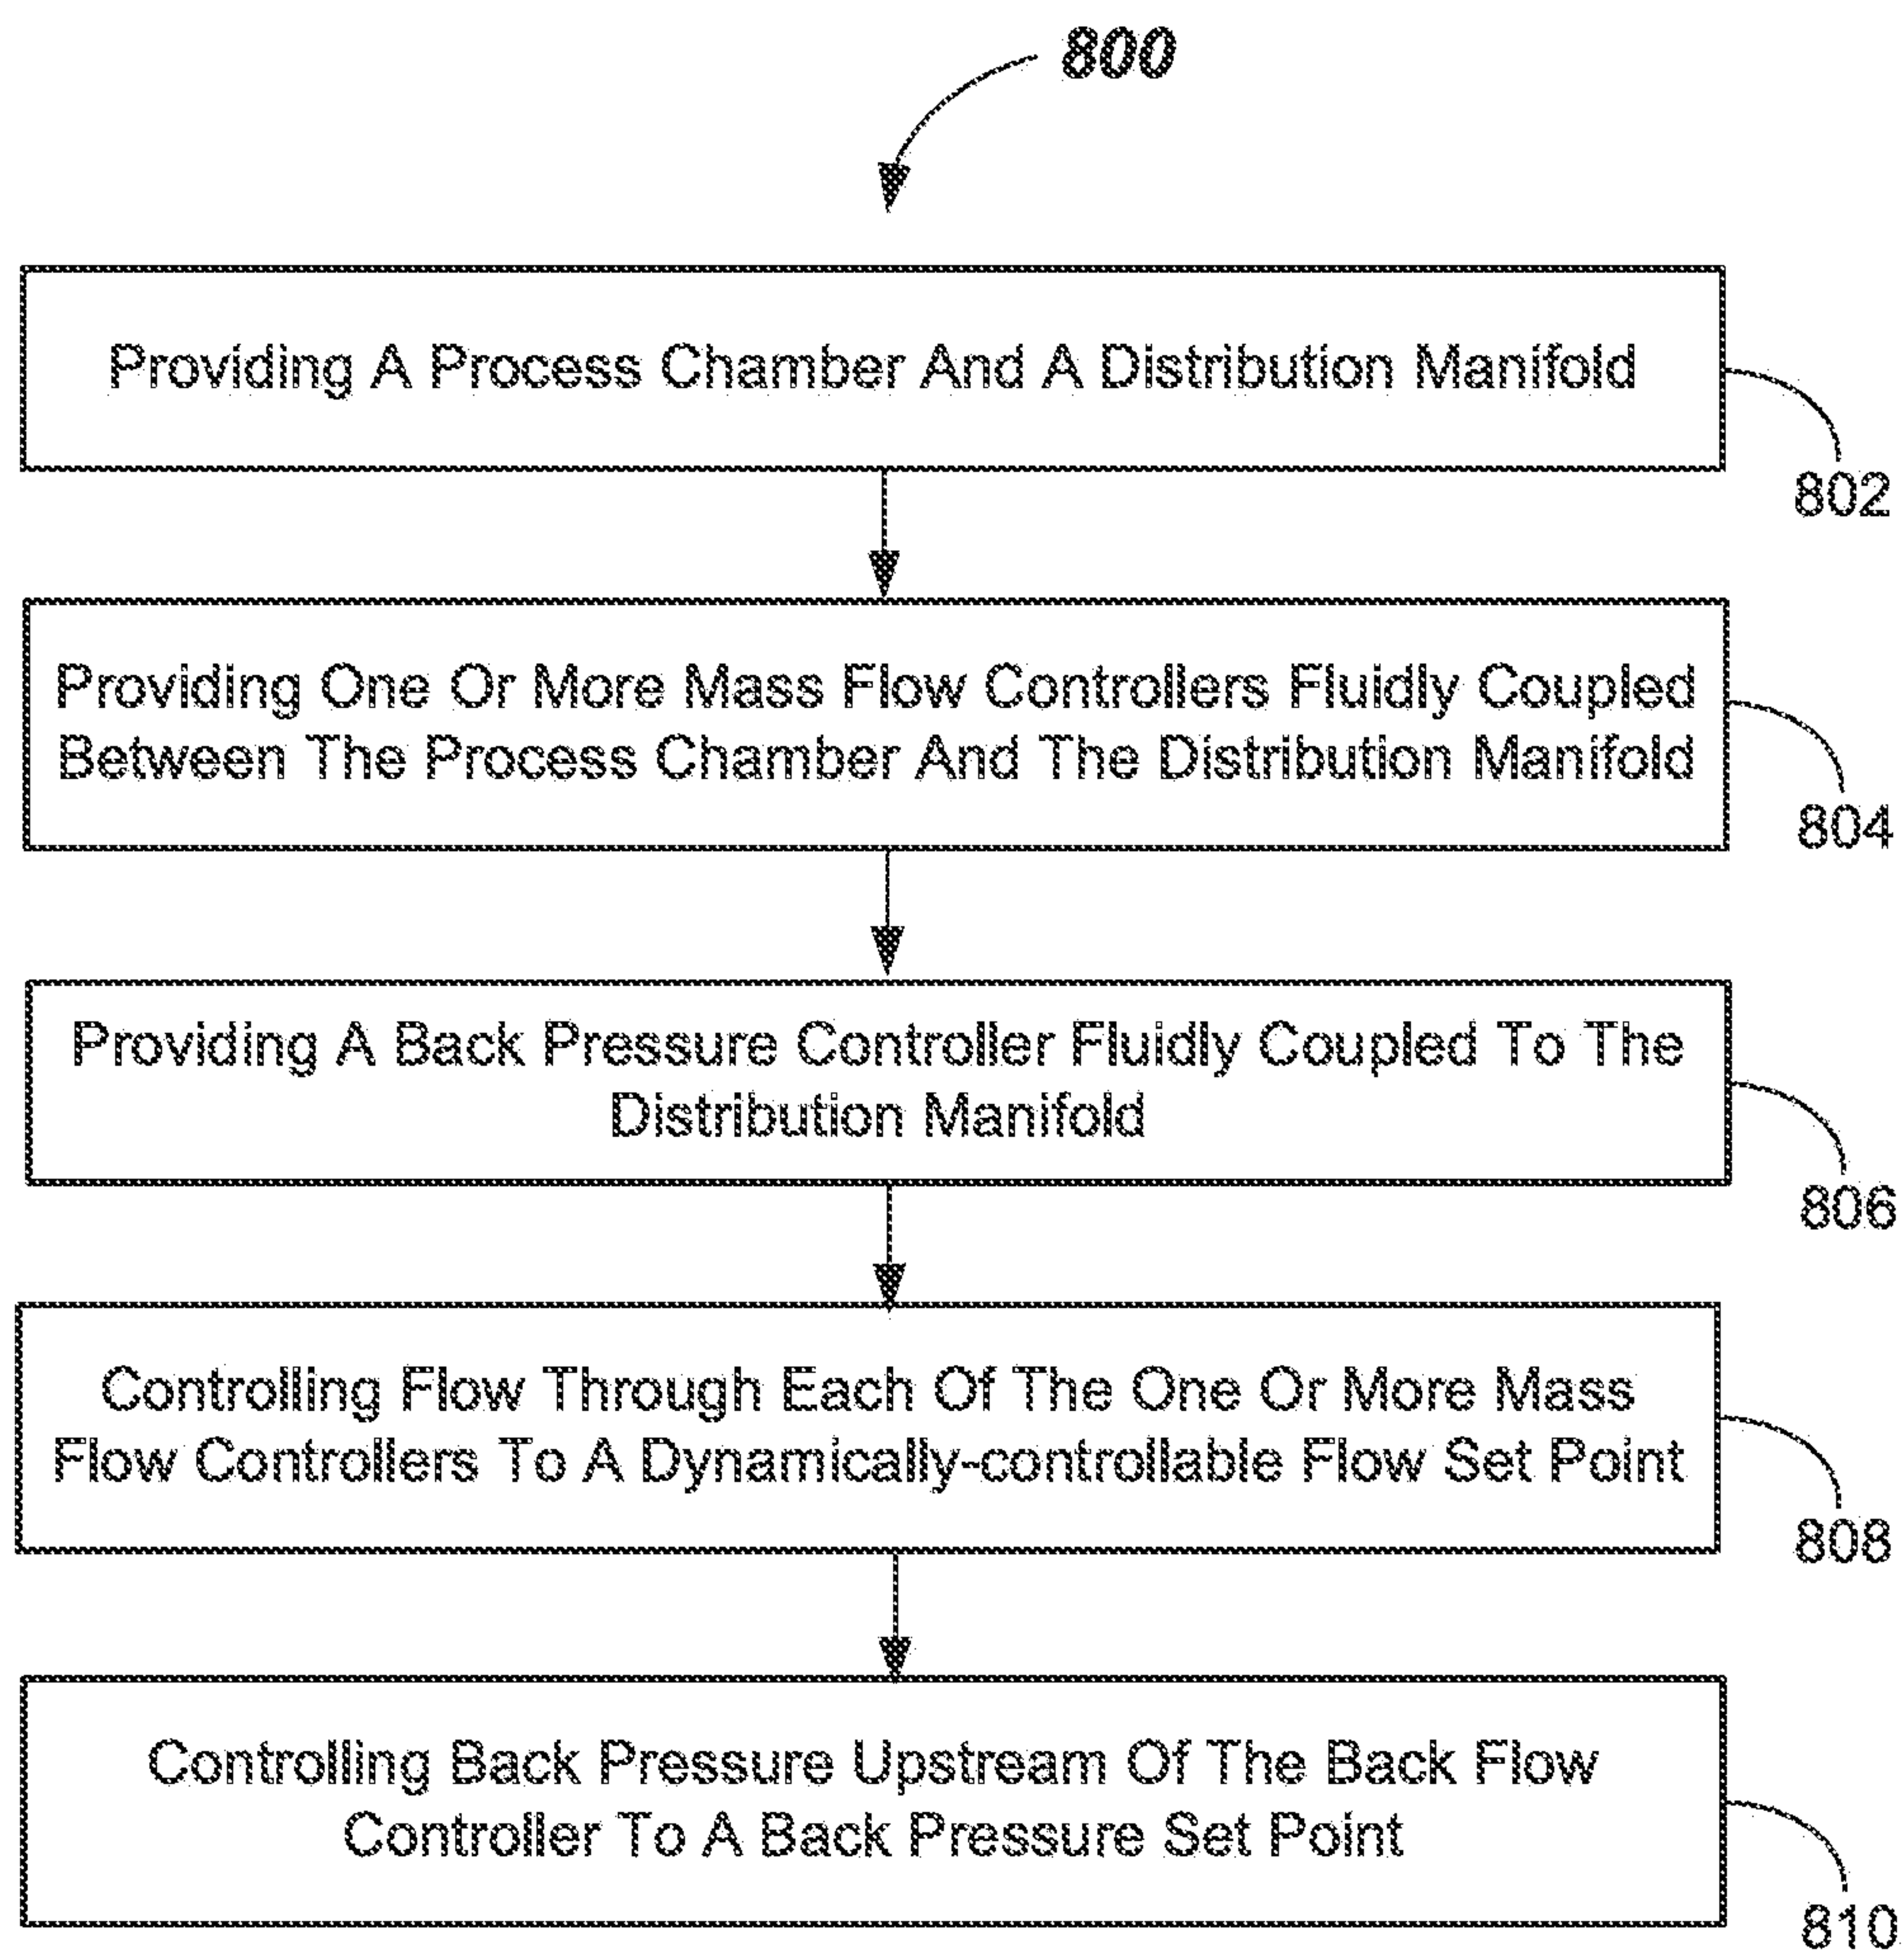 800
Providing A Process Chamber And A Distribution Manifold
802
Providing One Or More Mass Flow Controllers Fluidly Coupled
Between The Process Chamber And The Distribution Manifold
804
Providing A Back Pressure Controller Fluidly Coupled To The
Distribution Manifold
806
Controlling Flow Through Each Of The One Or More Mass
Flow Controllers To A Dynamically-controllable Flow Set Point
808
Controlling Back Pressure Upstream Of The Back Flow
Controller To A Back Pressure Set Point
810